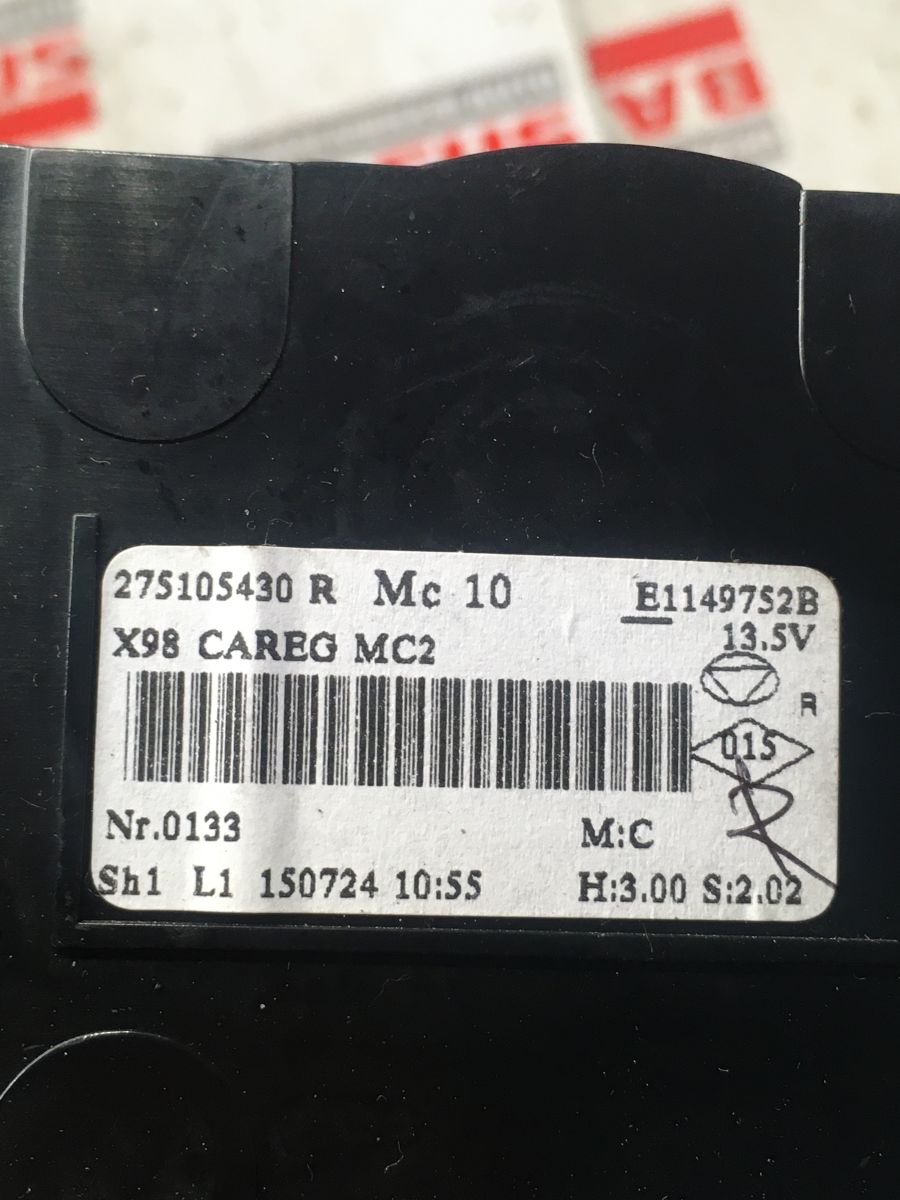 BA
275105430 R Mc 10
E1149752B
X98 CAREG MC2
13.5V
R
015
Nr.0133
M:C
Sh1 L1 150724 10:55
H:3.00 S:2.02